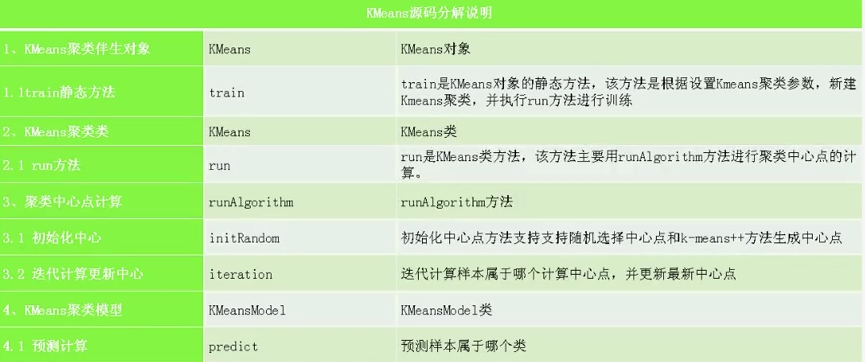 KMeans源码分解说明
1、KMeans聚类伴生对象 KMeans KMeans对象
1.1train静态方法 train train是KMeans对象的静态方法，该方法是根据设置Kmeans聚类参数，新建
Kmeans聚类，并执行run方法进行训练
2、KMeans聚类类 KMeans KMeans类
2.1 run方法 run run是KMeans类方法，该方法主要用runAlgorithm方法进行聚类中心点的计
算。
3、聚类中心点计算 runAlgorithm runAlgorithm方法
3.1 初始化中心 initRandom 初始化中心点方法支持支持随机选择中心点和k-means++方法生成中心点
3.2 迭代计算更新中心 iteration 迭代计算样本属于哪个计算中心点，并更新最新中心点
4、KMeans聚类模型 KMeansModel KMeansModel类
4.1 预测计算 predict 预测样本属于哪个类